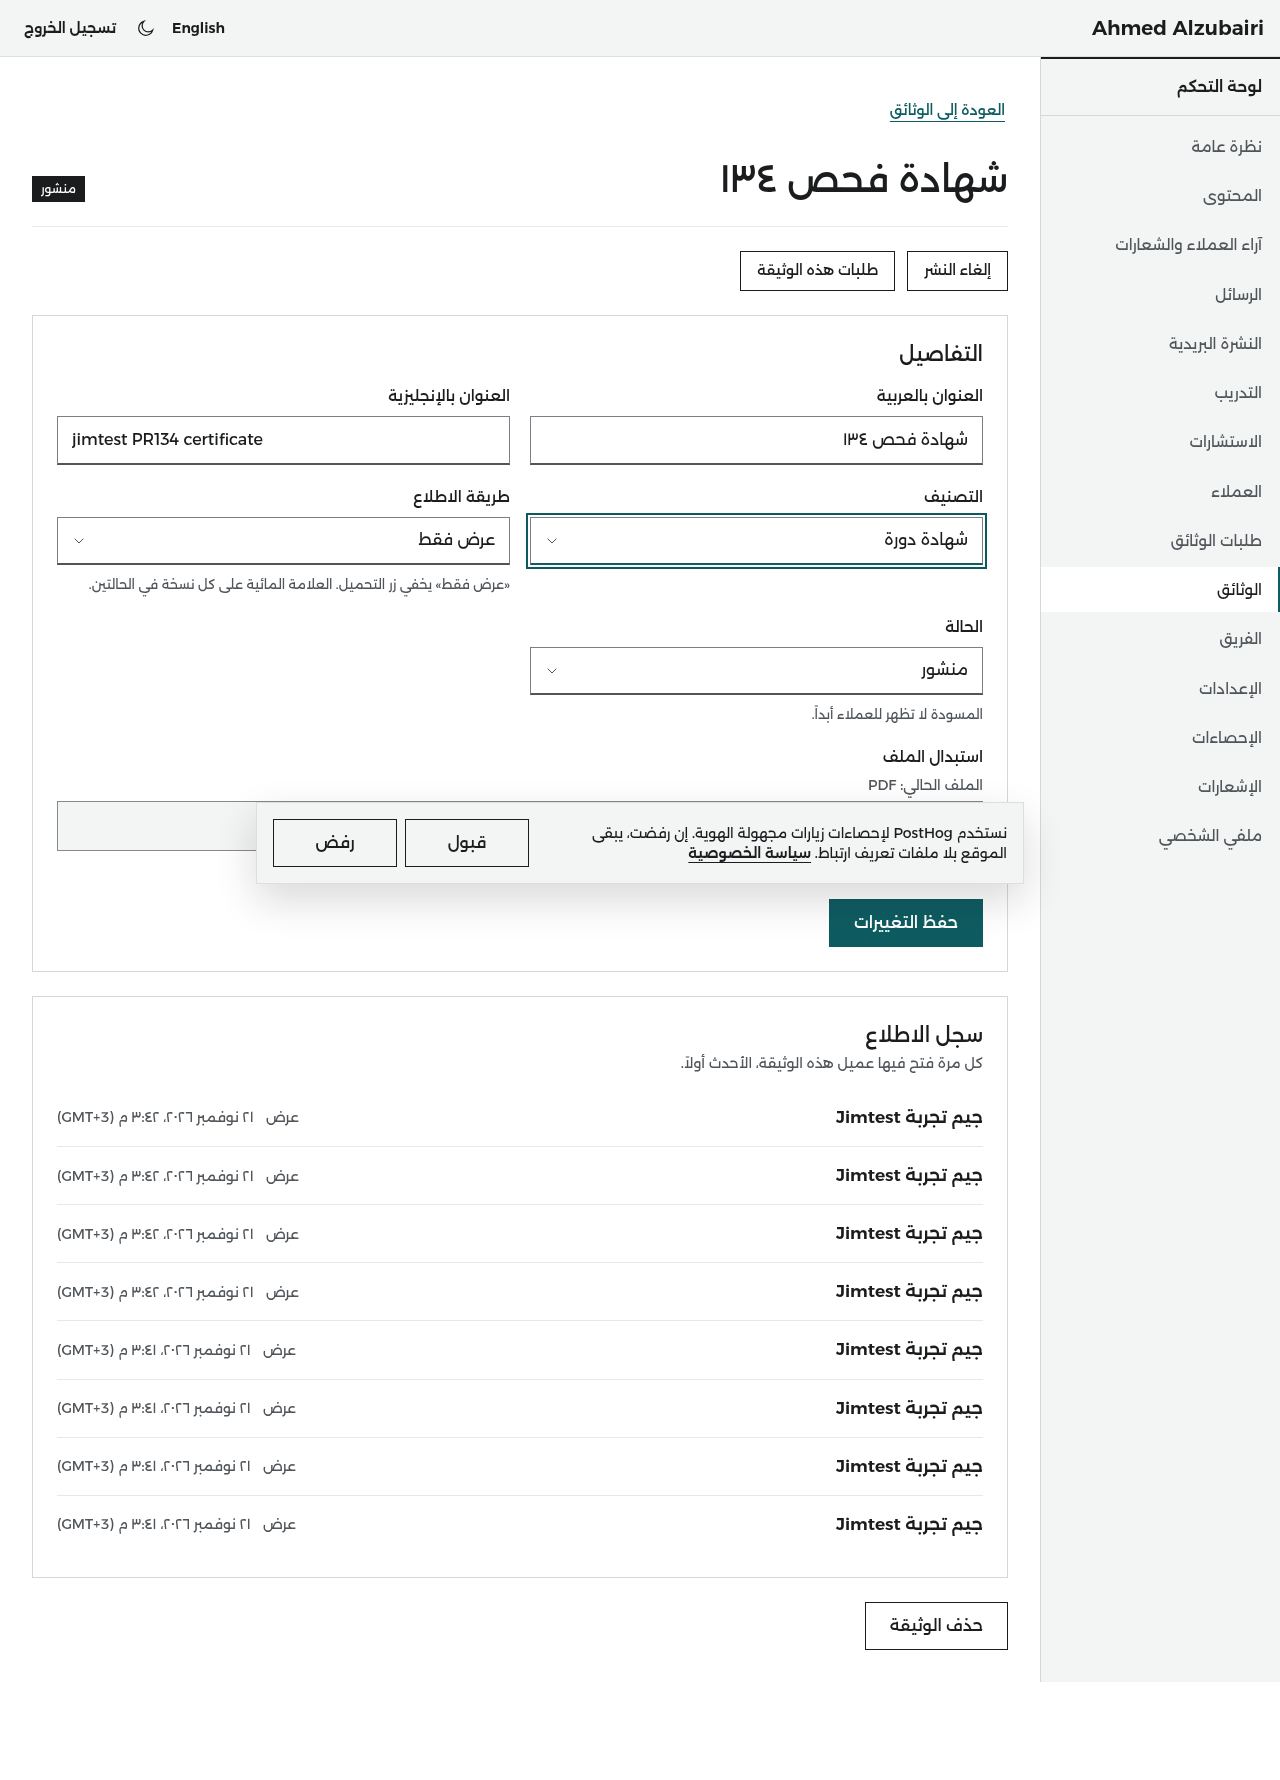 Ahmed Alzubairi
English
تسجيل الخروج
لوحة التحكم
نظرة عامة
المحتوى
آراء العملاء والشعارات
الرسائل
النشرة البريدية
التدريب
الاستشارات
العملاء
طلبات الوثائق
الوثائق
الفريق
الإعدادات
الإحصاءات
الإشعارات
ملفي الشخصي
العودة إلى الوثائق
شهادة فحص ١٣٤
منشور
إلغاء النشر
طلبات هذه الوثيقة
التفاصيل
العنوان بالعربية
شهادة فحص ١٣٤
العنوان بالإنجليزية
jimtest PR134 certificate
التصنيف
شهادة دورة
طريقة الاطلاع
عرض فقط
«عرض فقط» يخفي زر التحميل. العلامة المائية على كل نسخة في الحالتين.
الحالة
منشور
المسودة لا تظهر للعملاء أبداً.
استبدال الملف
الملف الحالي: PDF
نستخدم PostHog لإحصاءات زيارات مجهولة الهوية. إن رفضت، يبقى
الموقع بلا ملفات تعريف ارتباط. سياسة الخصوصية
قبول
رفض
حفظ التغييرات
سجل الاطلاع
كل مرة فتح فيها عميل هذه الوثيقة، الأحدث أولاً.
جيم تجربة Jimtest عرض ٢١ نوفمبر ٢٠٢٦، ٣:٤٢ م (GMT+3)
جيم تجربة Jimtest عرض ٢١ نوفمبر ٢٠٢٦، ٣:٤٢ م (GMT+3)
جيم تجربة Jimtest عرض ٢١ نوفمبر ٢٠٢٦، ٣:٤٢ م (GMT+3)
جيم تجربة Jimtest عرض ٢١ نوفمبر ٢٠٢٦، ٣:٤٢ م (GMT+3)
جيم تجربة Jimtest عرض ٢١ نوفمبر ٢٠٢٦، ٣:٤١ م (GMT+3)
جيم تجربة Jimtest عرض ٢١ نوفمبر ٢٠٢٦، ٣:٤١ م (GMT+3)
جيم تجربة Jimtest عرض ٢١ نوفمبر ٢٠٢٦، ٣:٤١ م (GMT+3)
جيم تجربة Jimtest عرض ٢١ نوفمبر ٢٠٢٦، ٣:٤١ م (GMT+3)
حذف الوثيقة